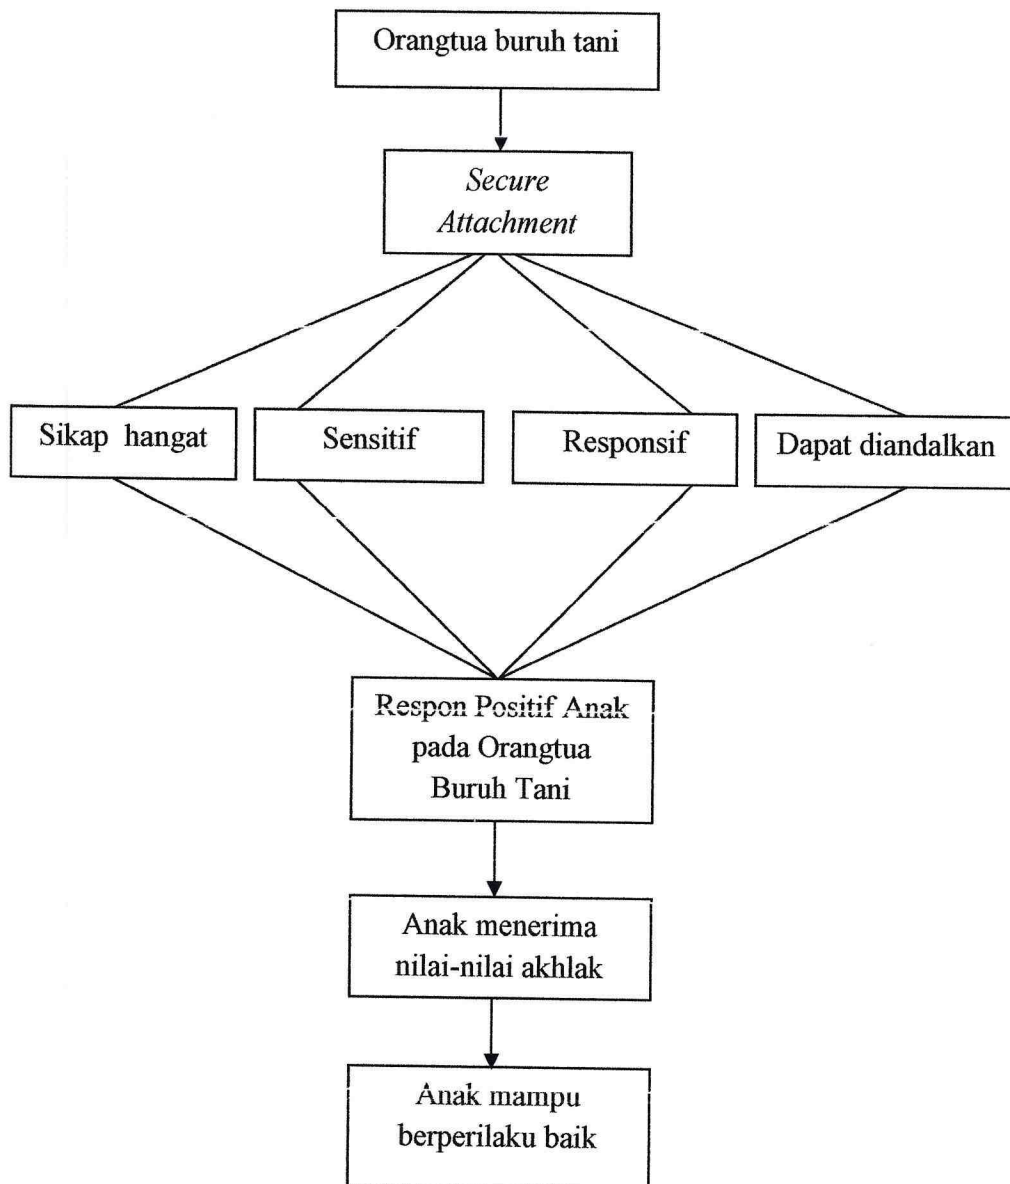 Orangtua buruh tani
Secure
Attachment
Sikap hangat
Sensitif
Responsif
Dapat diandalkan
Respon Positif Anak
pada Orangtua
Buruh Tani
Anak menerima
nilai-nilai akhlak
Anak mampu
berperilaku baik